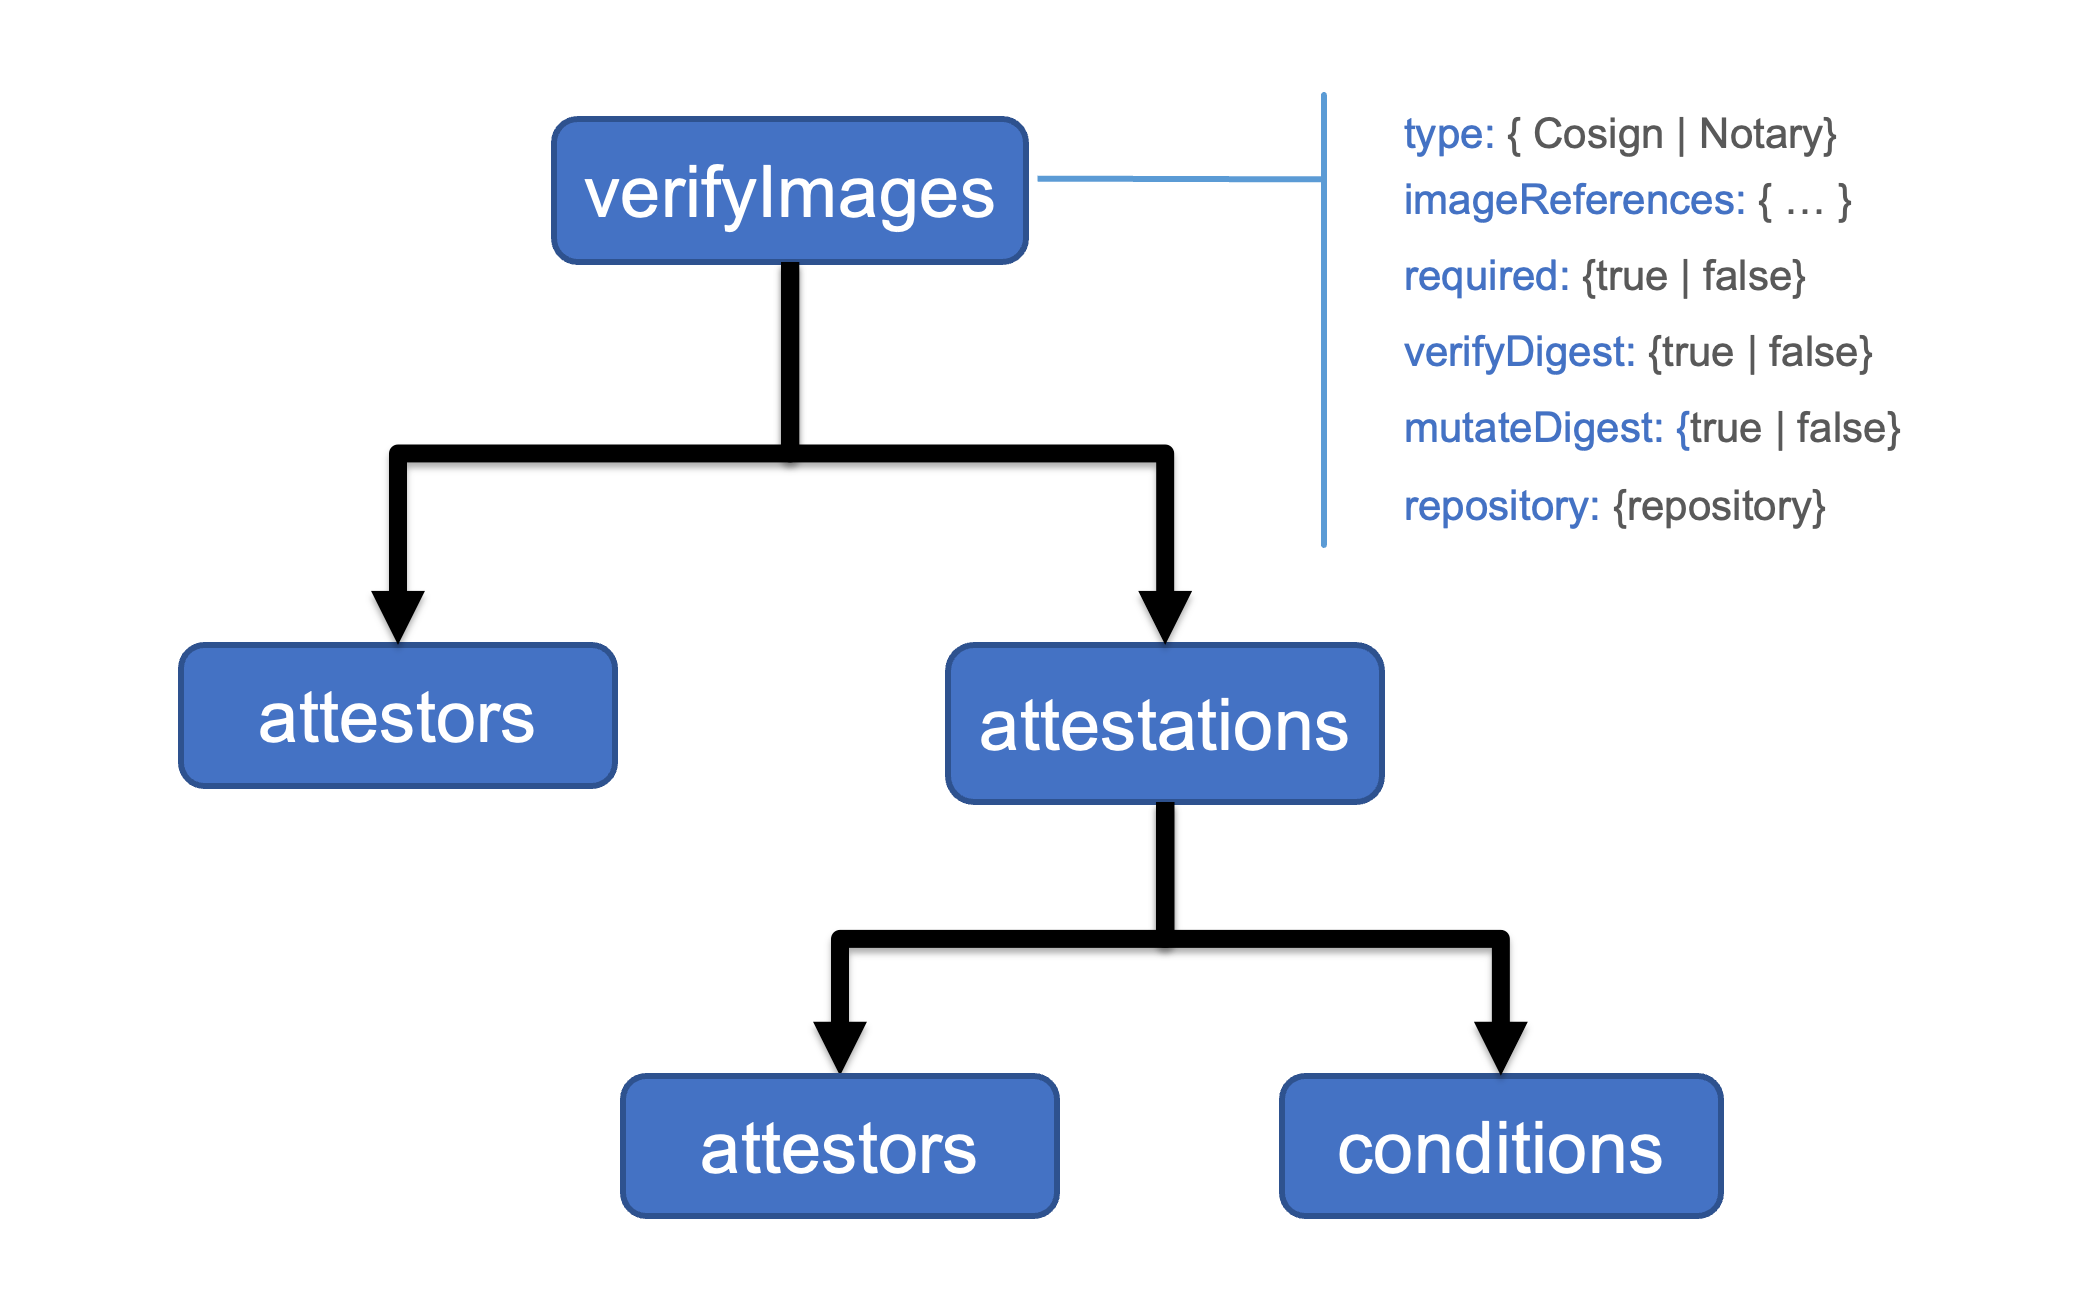 verifyImages
type: { Cosign | Notary}
imageReferences: { … }
required: {true | false}
verifyDigest: {true | false}
mutateDigest: {true | false}
repository: {repository}
attestors
attestations
attestors
conditions